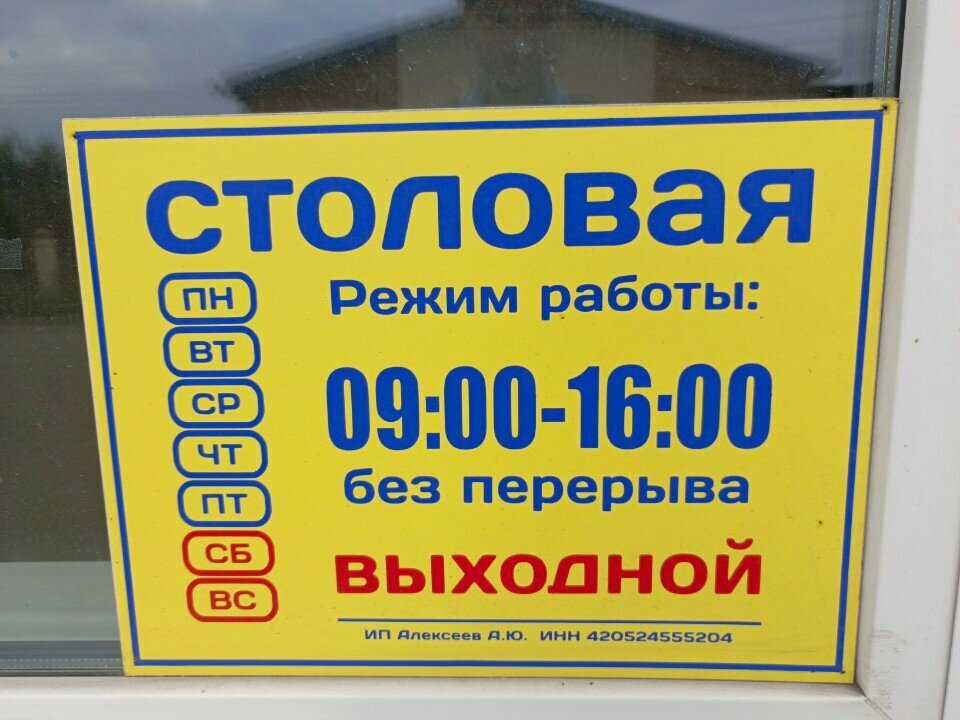 столовая
ПН
Режим работы:
ВТ
СР
09:00-16:00
ЧТ
ПТ
без перерыва
СБ
ВС
выходной
ИП Алексеев А.Ю. ИНН 420524555204